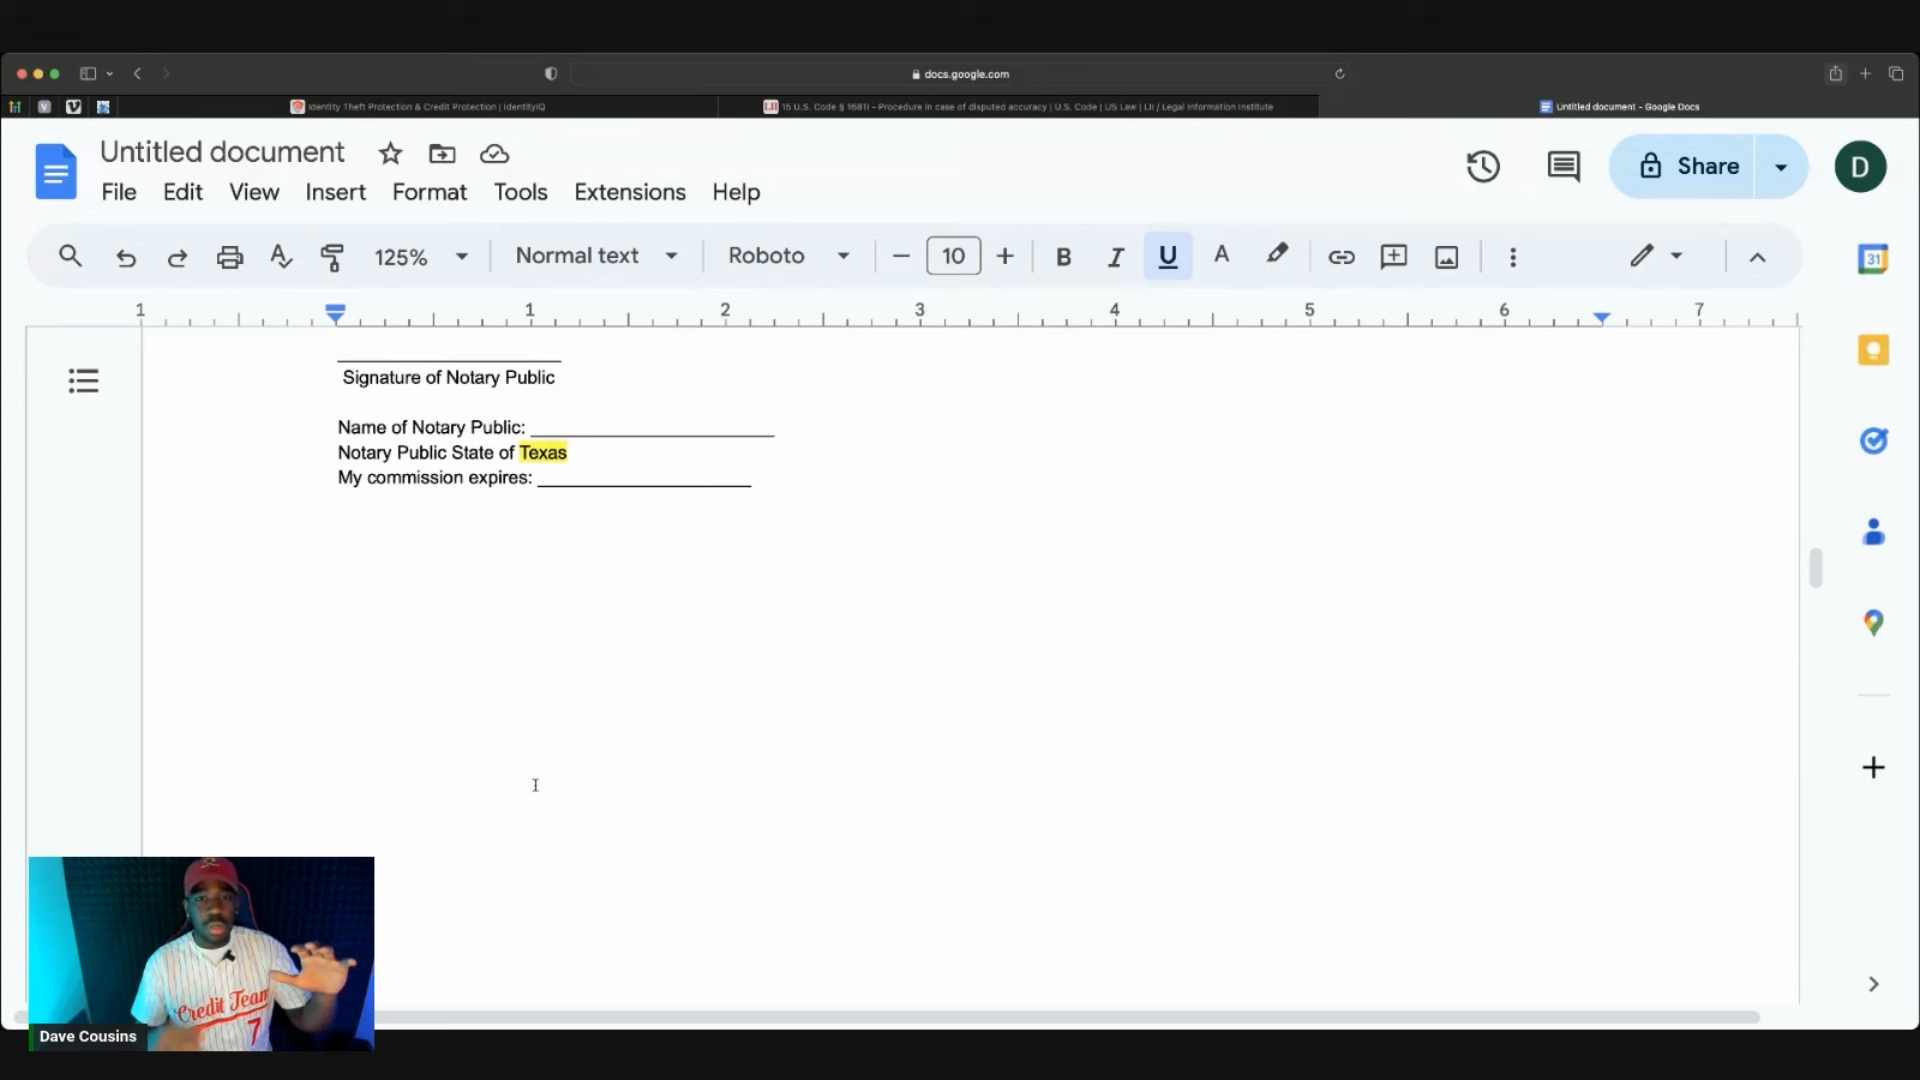 docs.google.com
Identity Theft Protection & Credit Protection | IdentityIQ
LII 15 U.S. Code § 1681i - Procedure in case of disputed accuracy | U.S. Code | US Law | LII / Legal Information Institute
Untitled document - Google Docs
Untitled document
Share
D
File Edit View Insert Format Tools Extensions Help
125% Normal text Roboto 10 B I U A
31
1 1 2 3 4 5 6 7
Signature of Notary Public
Name of Notary Public:
Notary Public State of Texas
My commission expires:
Credit Team
7
Dave Cousins